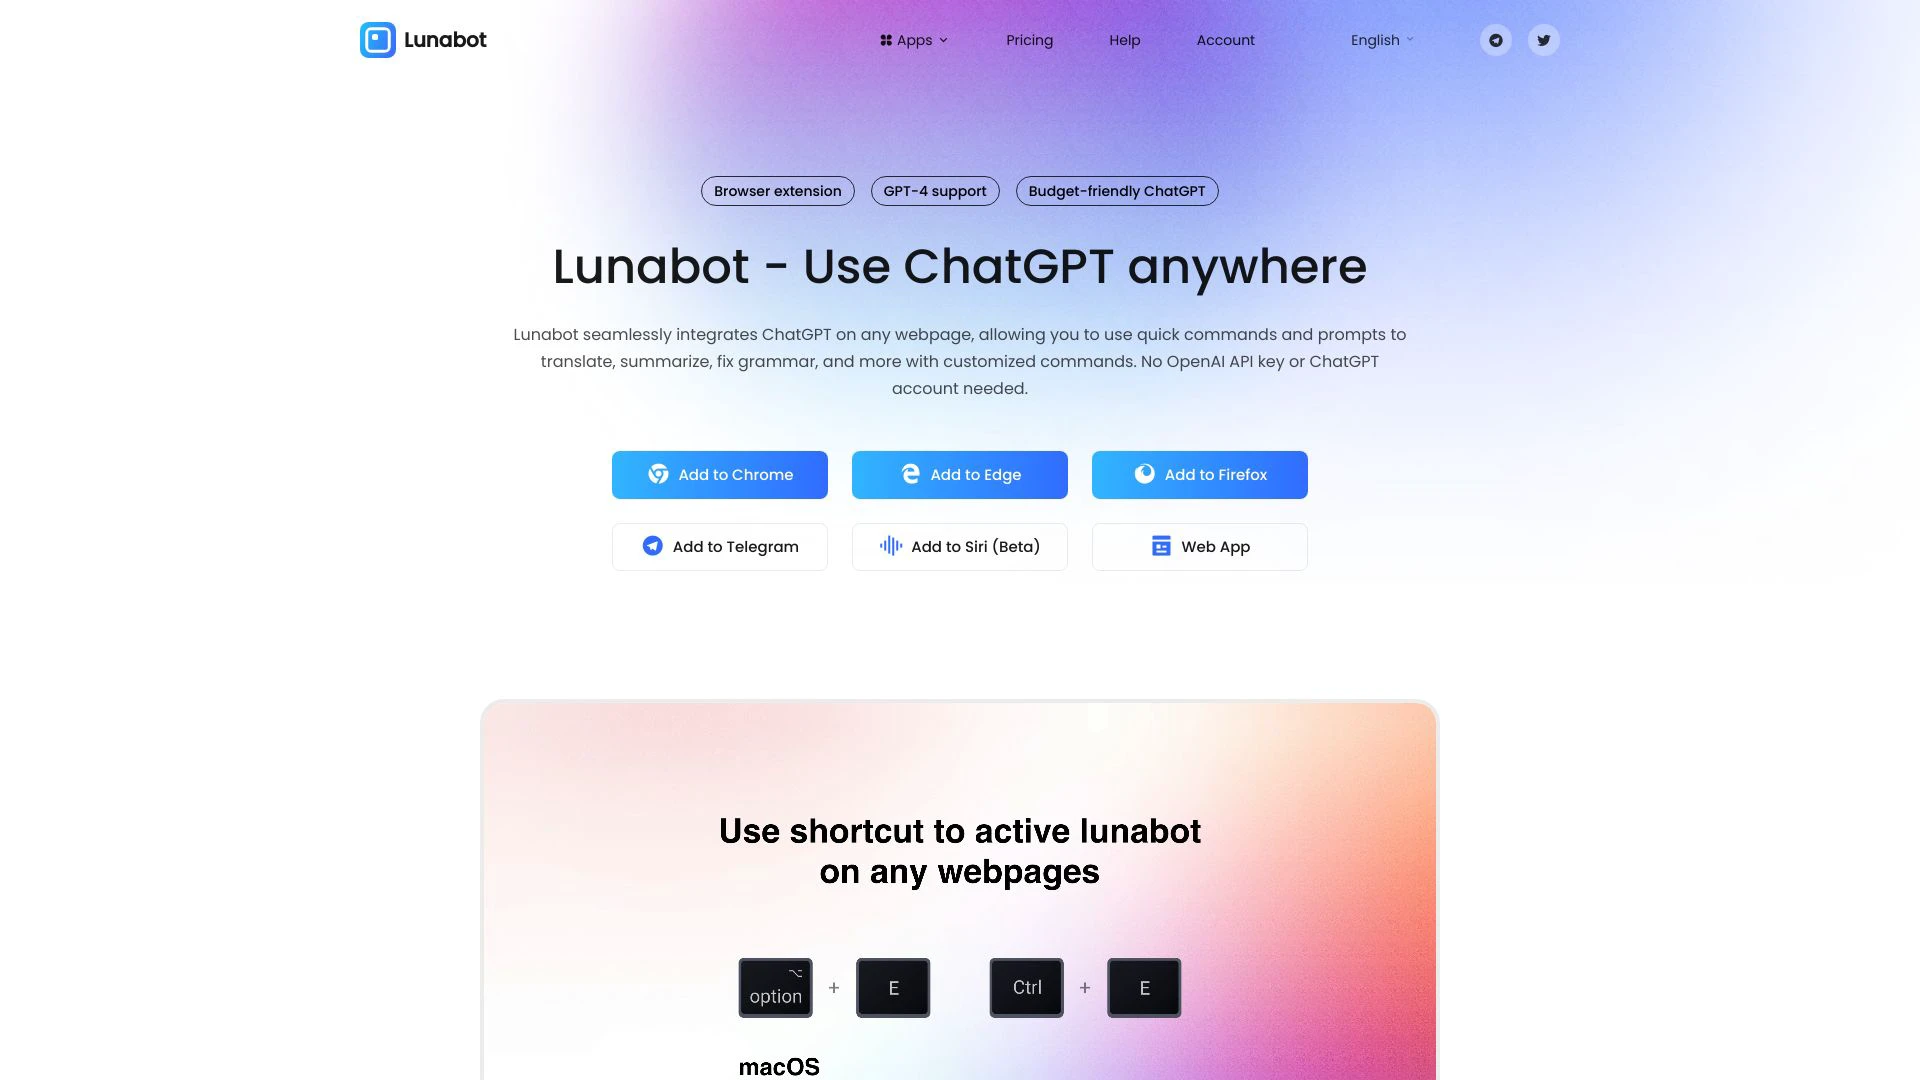 Lunabot
Apps
Pricing
Help
Account
English
Browser extension
GPT-4 support
Budget-friendly ChatGPT
Lunabot - Use ChatGPT anywhere
Lunabot seamlessly integrates ChatGPT on any webpage, allowing you to use quick commands and prompts to
translate, summarize, fix grammar, and more with customized commands. No OpenAI API key or ChatGPT
account needed.
Add to Chrome
Add to Edge
Add to Firefox
Add to Telegram
Add to Siri (Beta)
Web App
Use shortcut to active lunabot
on any webpages
⌥
option + E
Ctrl + E
macOS